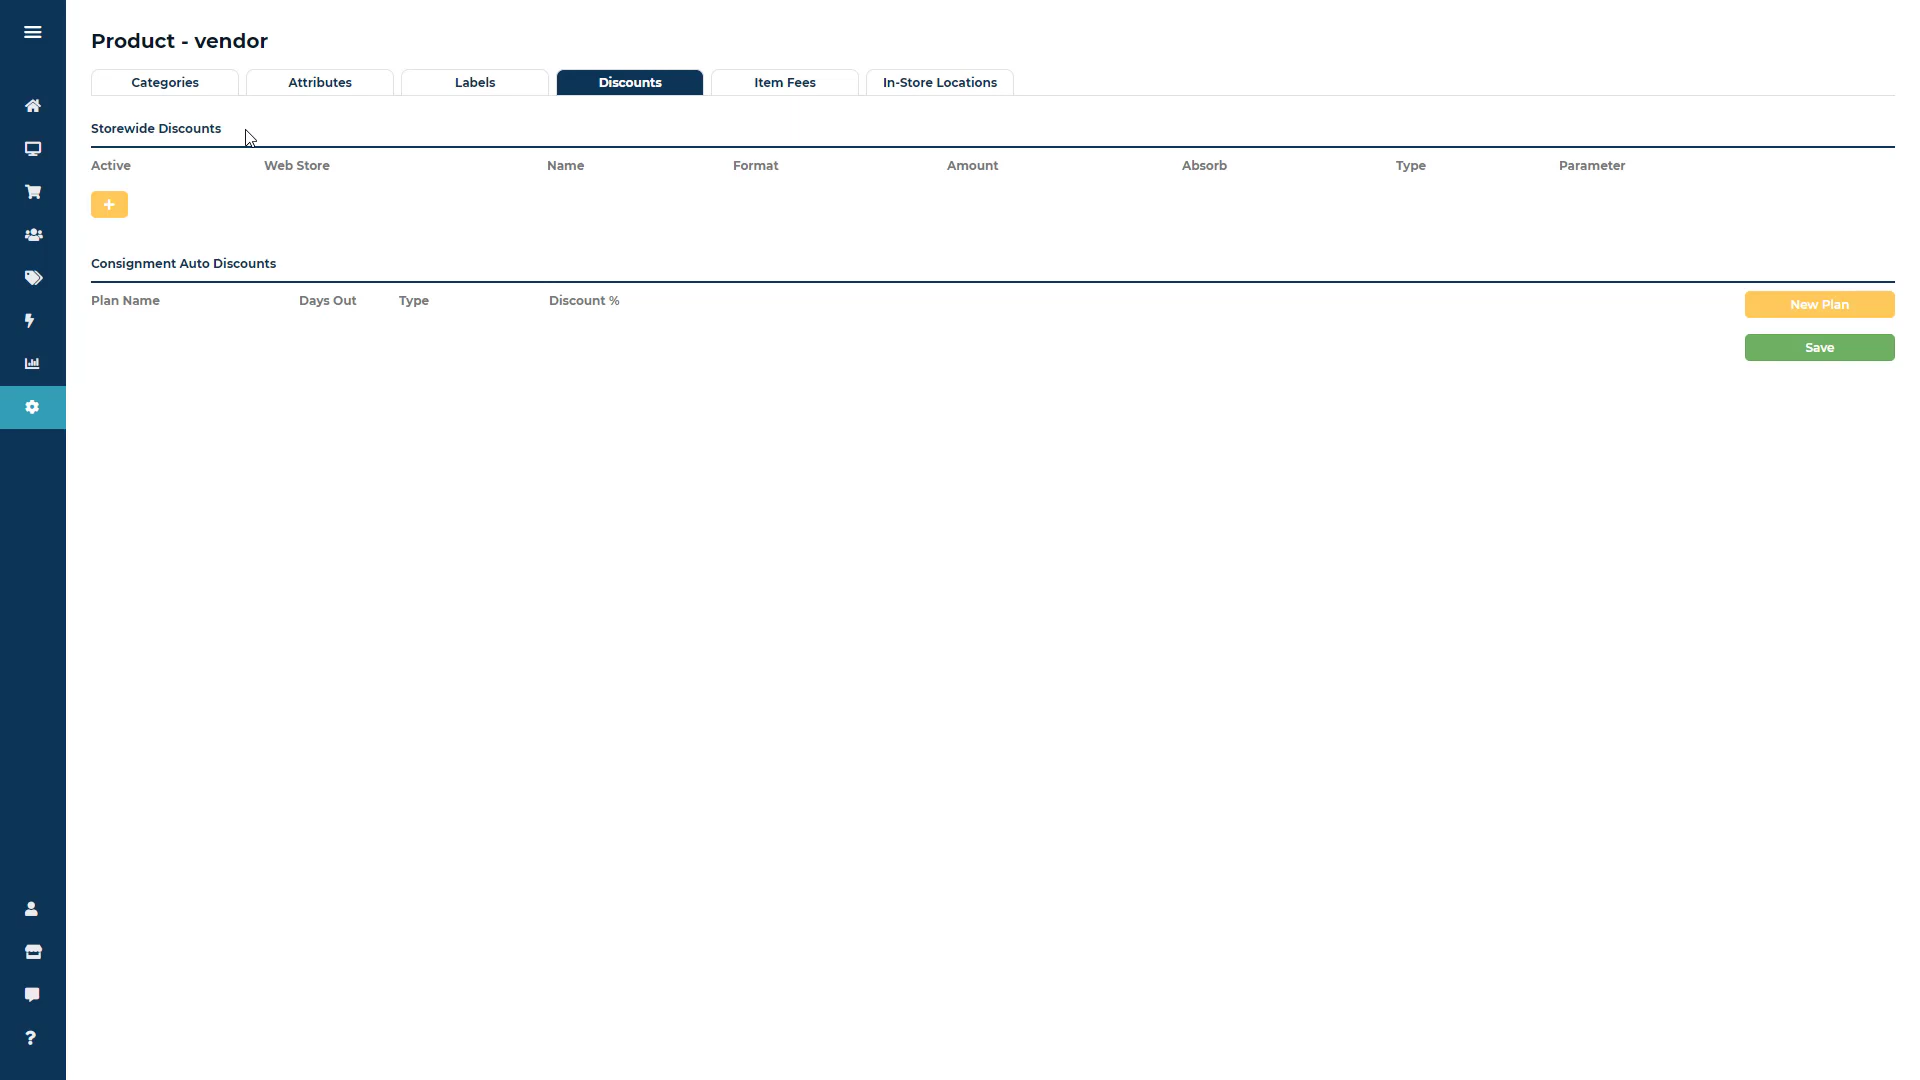 Product - vendor
Categories
Attributes
Labels
Discounts
Item Fees
In-Store Locations
Storewide Discounts
Active
Web Store
Name
Format
Amount
Absorb
Type
Parameter
+
Consignment Auto Discounts
Plan Name
Days Out
Type
Discount %
New Plan
Save
?